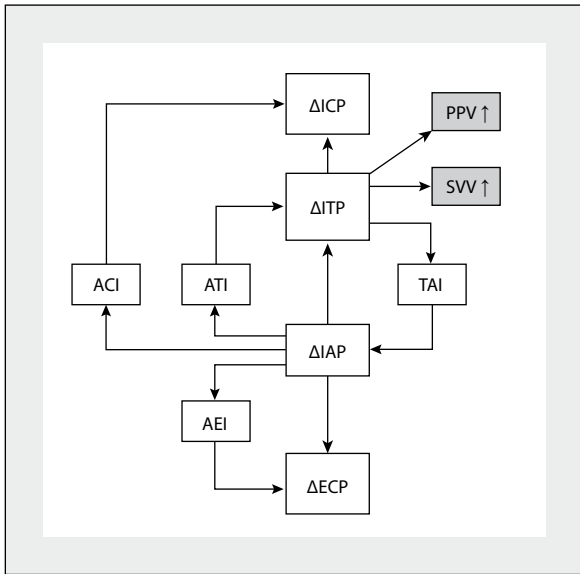 ΔICP
PPV ↑
SVV ↑
ΔITP
ACI
ATI
TAI
ΔIAP
AEI
ΔECP